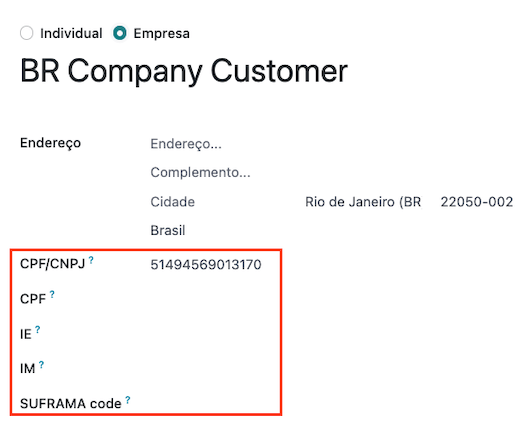 Individual Empresa
BR Company Customer
Endereço Endereço...
Complemento...
Cidade Rio de Janeiro (BR 22050-002
Brasil
CPF/CNPJ ? 51494569013170
CPF ?
IE ?
IM ?
SUFRAMA code ?